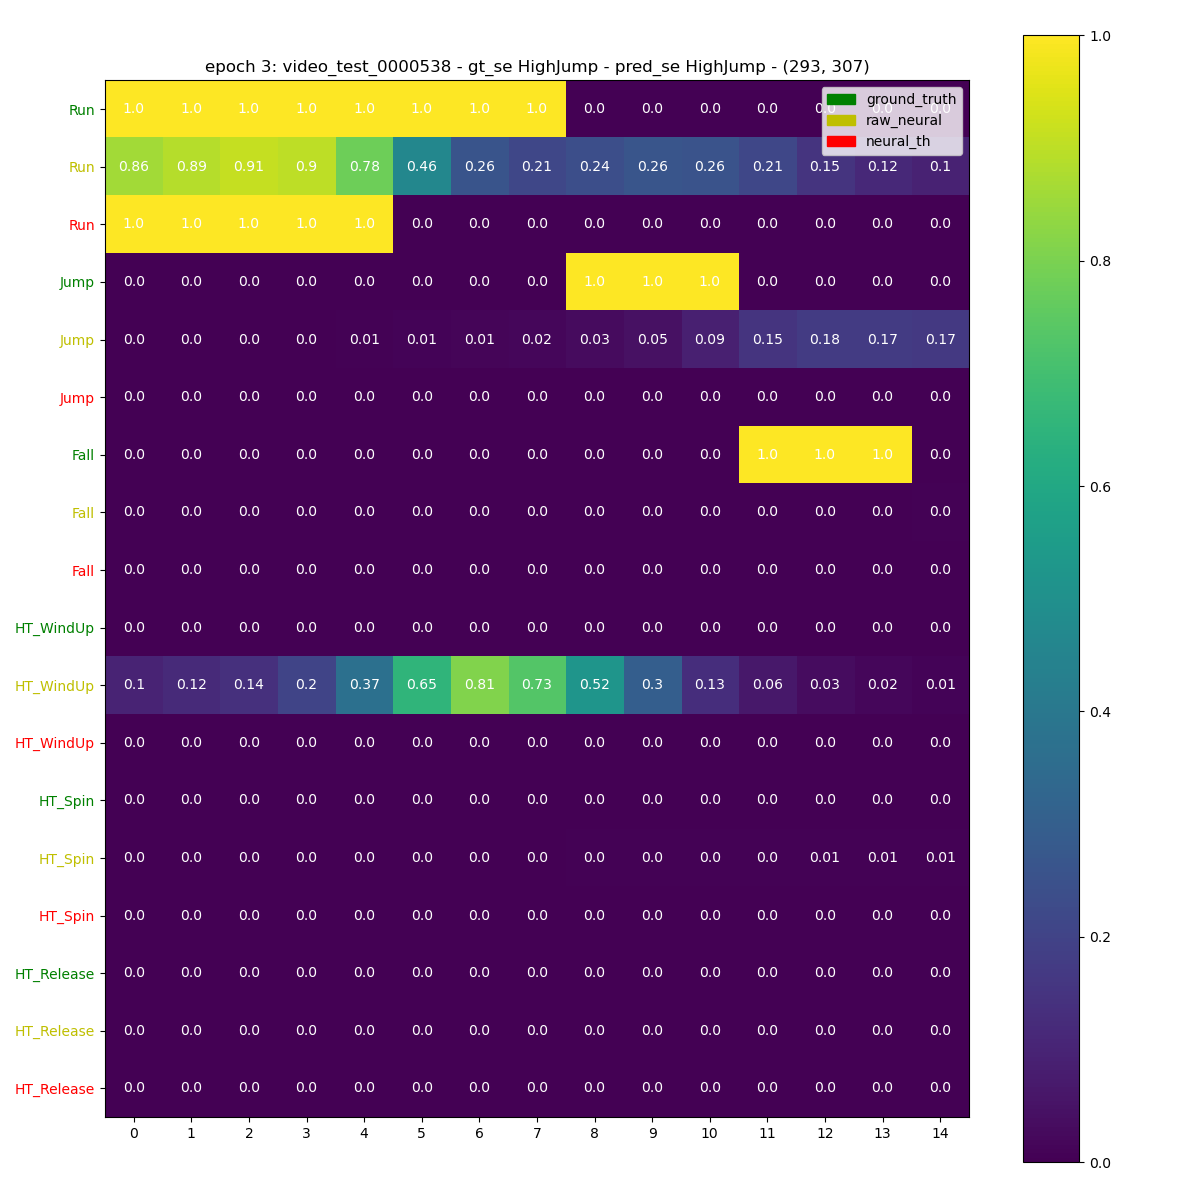 epoch 3: video_test_0000538 - gt_se HighJump - pred_se HighJump - (293, 307)
ground_truth
raw_neural
neural_th
Run 1.0 1.0 1.0 1.0 1.0 1.0 1.0 1.0 0.0 0.0 0.0 0.0 0.0 0.0 0.0
Run 0.86 0.89 0.91 0.9 0.78 0.46 0.26 0.21 0.24 0.26 0.26 0.21 0.15 0.12 0.1
Run 1.0 1.0 1.0 1.0 1.0 0.0 0.0 0.0 0.0 0.0 0.0 0.0 0.0 0.0 0.0
Jump 0.0 0.0 0.0 0.0 0.0 0.0 0.0 0.0 1.0 1.0 1.0 0.0 0.0 0.0 0.0
Jump 0.0 0.0 0.0 0.0 0.01 0.01 0.01 0.02 0.03 0.05 0.09 0.15 0.18 0.17 0.17
Jump 0.0 0.0 0.0 0.0 0.0 0.0 0.0 0.0 0.0 0.0 0.0 0.0 0.0 0.0 0.0
Fall 0.0 0.0 0.0 0.0 0.0 0.0 0.0 0.0 0.0 0.0 0.0 1.0 1.0 1.0 0.0
Fall 0.0 0.0 0.0 0.0 0.0 0.0 0.0 0.0 0.0 0.0 0.0 0.0 0.0 0.0 0.0
Fall 0.0 0.0 0.0 0.0 0.0 0.0 0.0 0.0 0.0 0.0 0.0 0.0 0.0 0.0 0.0
HT_WindUp 0.0 0.0 0.0 0.0 0.0 0.0 0.0 0.0 0.0 0.0 0.0 0.0 0.0 0.0 0.0
HT_WindUp 0.1 0.12 0.14 0.2 0.37 0.65 0.81 0.73 0.52 0.3 0.13 0.06 0.03 0.02 0.01
HT_WindUp 0.0 0.0 0.0 0.0 0.0 0.0 0.0 0.0 0.0 0.0 0.0 0.0 0.0 0.0 0.0
HT_Spin 0.0 0.0 0.0 0.0 0.0 0.0 0.0 0.0 0.0 0.0 0.0 0.0 0.0 0.0 0.0
HT_Spin 0.0 0.0 0.0 0.0 0.0 0.0 0.0 0.0 0.0 0.0 0.0 0.0 0.01 0.01 0.01
HT_Spin 0.0 0.0 0.0 0.0 0.0 0.0 0.0 0.0 0.0 0.0 0.0 0.0 0.0 0.0 0.0
HT_Release 0.0 0.0 0.0 0.0 0.0 0.0 0.0 0.0 0.0 0.0 0.0 0.0 0.0 0.0 0.0
HT_Release 0.0 0.0 0.0 0.0 0.0 0.0 0.0 0.0 0.0 0.0 0.0 0.0 0.0 0.0 0.0
HT_Release 0.0 0.0 0.0 0.0 0.0 0.0 0.0 0.0 0.0 0.0 0.0 0.0 0.0 0.0 0.0
0 1 2 3 4 5 6 7 8 9 10 11 12 13 14
1.0
0.8
0.6
0.4
0.2
0.0